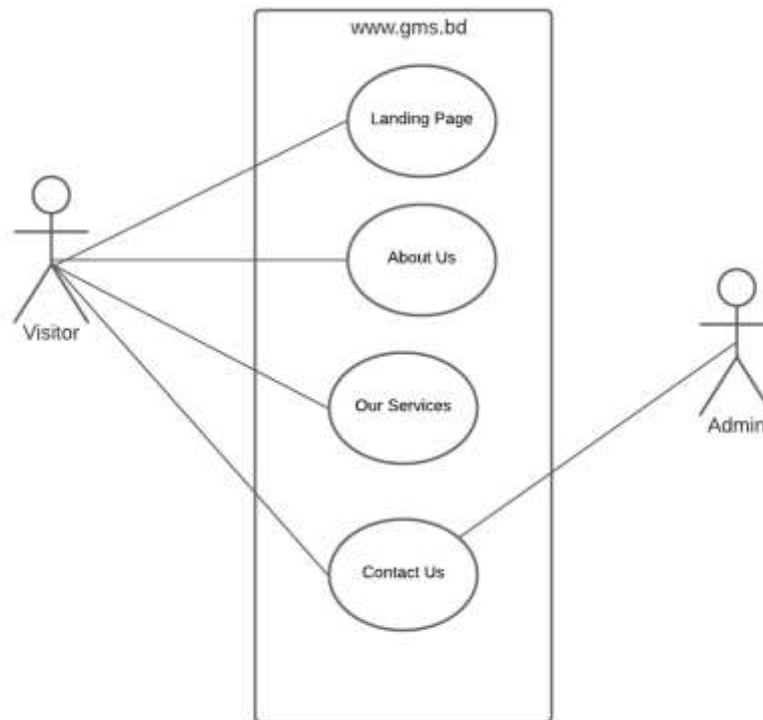 www.gms.bd
Landing Page
About Us
Visitor
Our Services
Admin
Contact Us